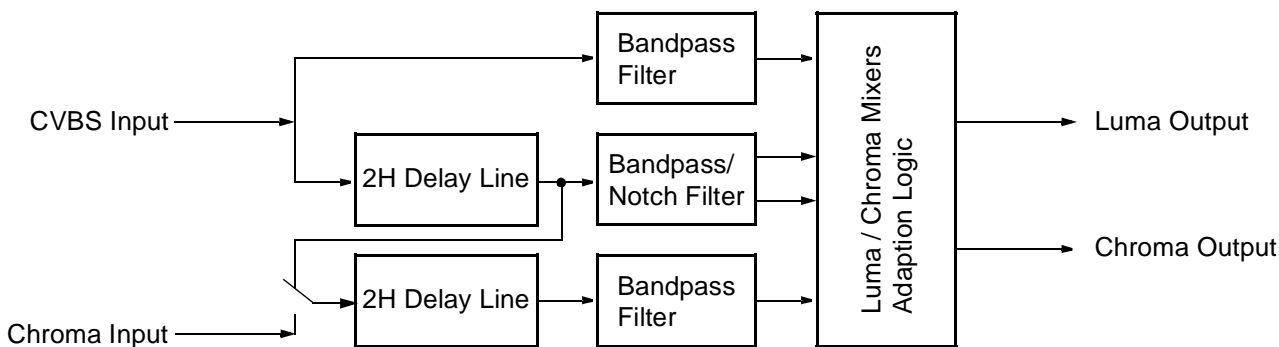 Bandpass
Filter
CVBS Input
2H Delay Line
Bandpass/
Notch Filter
Luma / Chroma Mixers
Adaption Logic
Luma Output
Chroma Output
Chroma Input
2H Delay Line
Bandpass
Filter